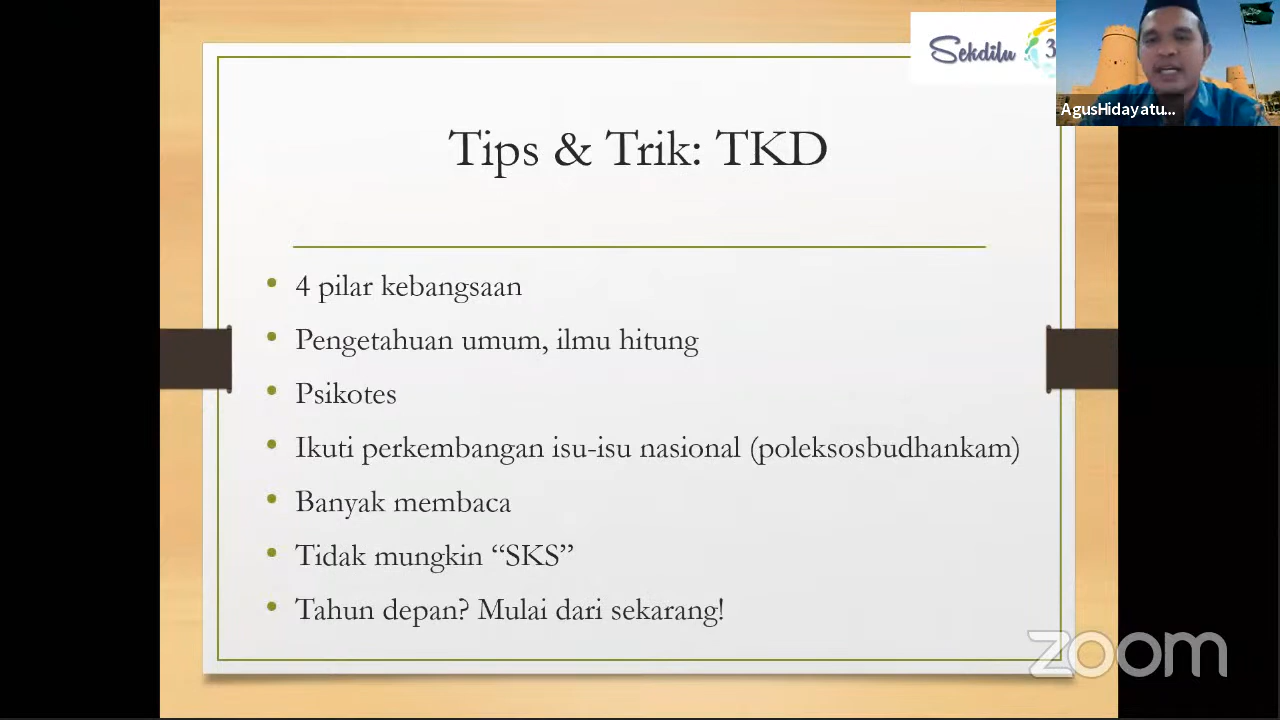 Sekdilu 3
AgusHidayatu...
Tips & Trik: TKD
• 4 pilar kebangsaan
• Pengetahuan umum, ilmu hitung
• Psikotes
• Ikuti perkembangan isu-isu nasional (poleksosbudhankam)
• Banyak membaca
• Tidak mungkin “SKS”
• Tahun depan? Mulai dari sekarang!
zoom